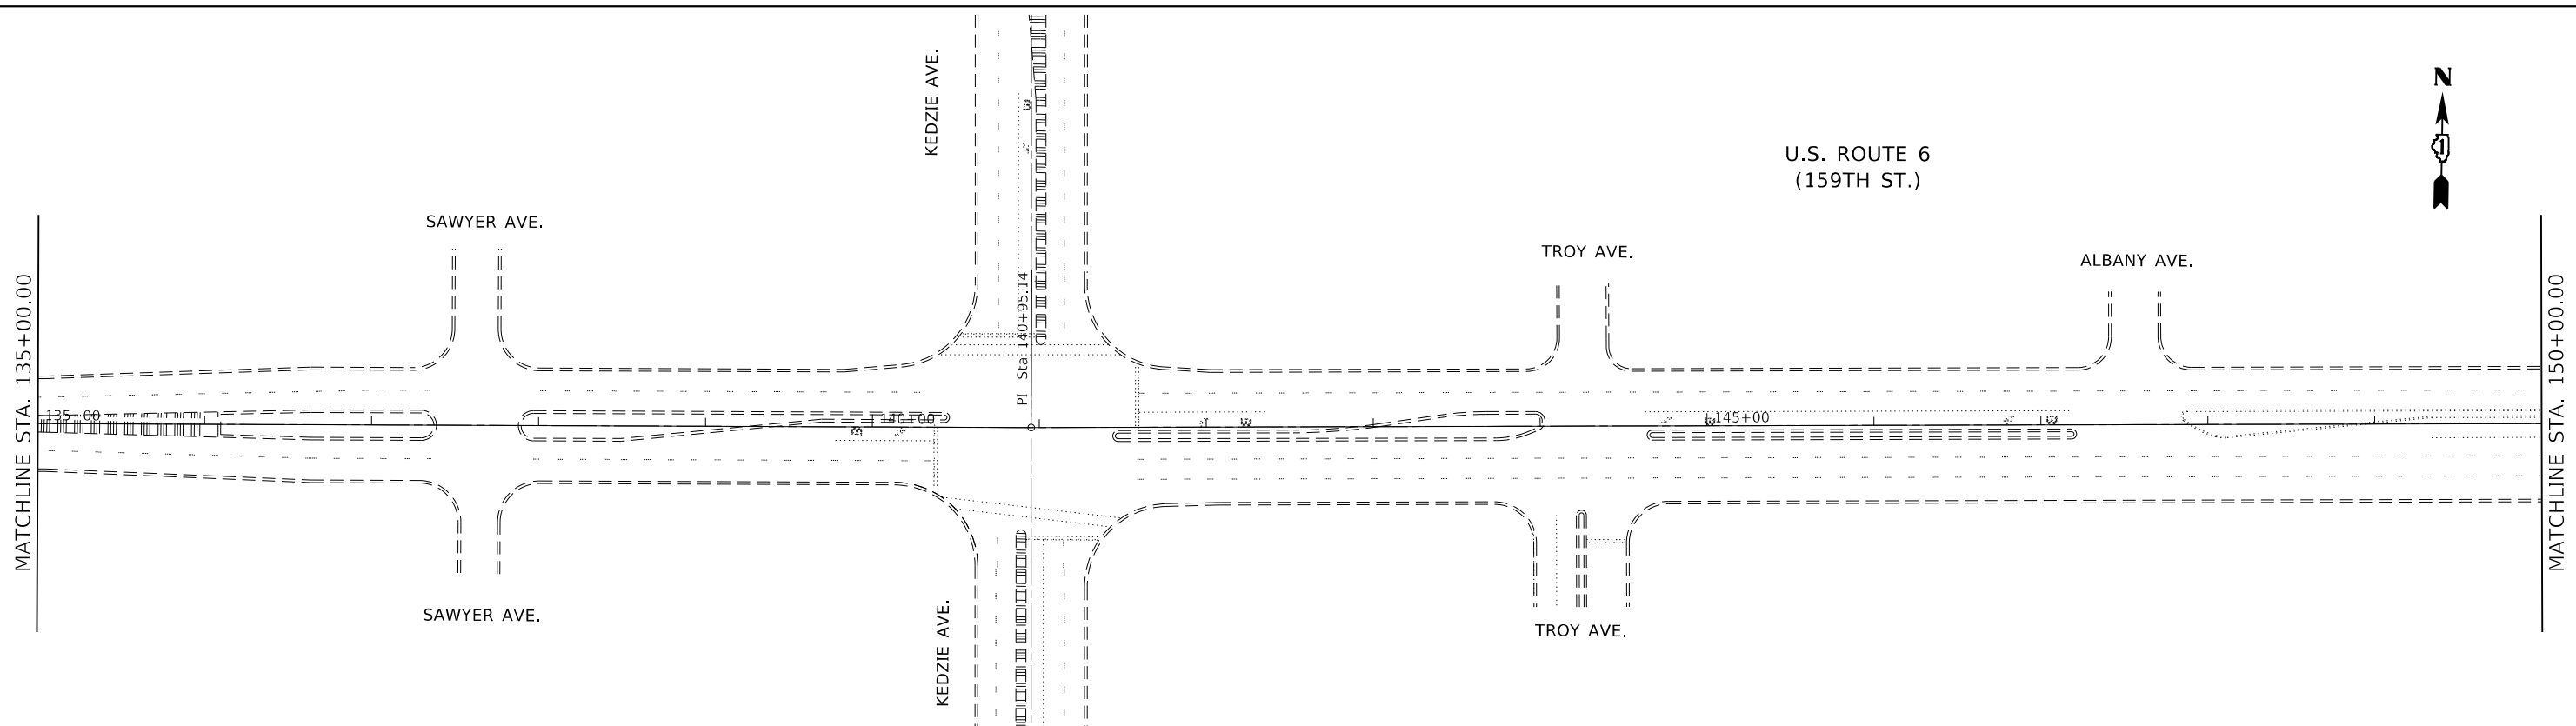 KEDZIE AVE.
N
1
U.S. ROUTE 6
(159TH ST.)
SAWYER AVE.
TROY AVE.
ALBANY AVE.
MATCHLINE STA. 135+00.00
PI Sta 140+95.14
MATCHLINE STA. 150+00.00
135+00
140+00
145+00
SAWYER AVE.
KEDZIE AVE.
TROY AVE.